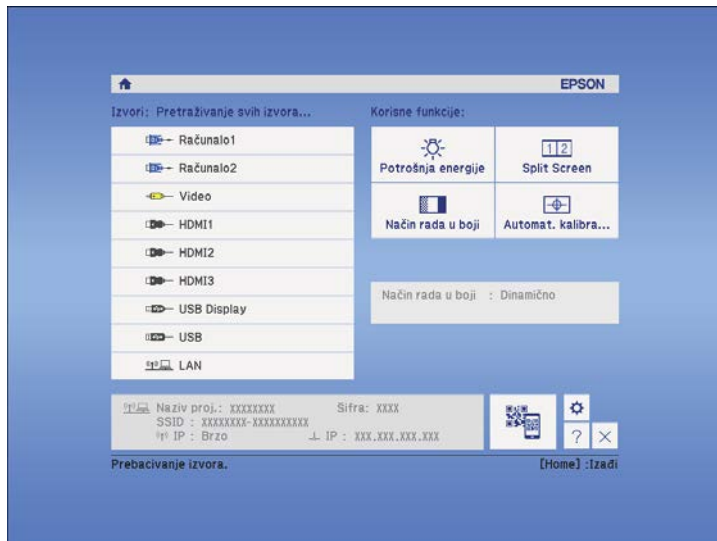 EPSON
Izvori: Pretraživanje svih izvora...
Korisne funkcije:
Računalo1
Računalo2
Video
HDMI1
HDMI2
HDMI3
USB Display
USB
LAN
Potrošnja energije
1 2
Split Screen
Način rada u boji
Automat. kalibra...
Način rada u boji : Dinamično
Naziv proj.: xxxxxxxx Sifra: xxxx
SSID : xxxxxxxx-xxxxxxxxxx
IP : Brzo IP : xxx.xxx.xxx.xxx
?
Prebacivanje izvora. [Home] :Izađi